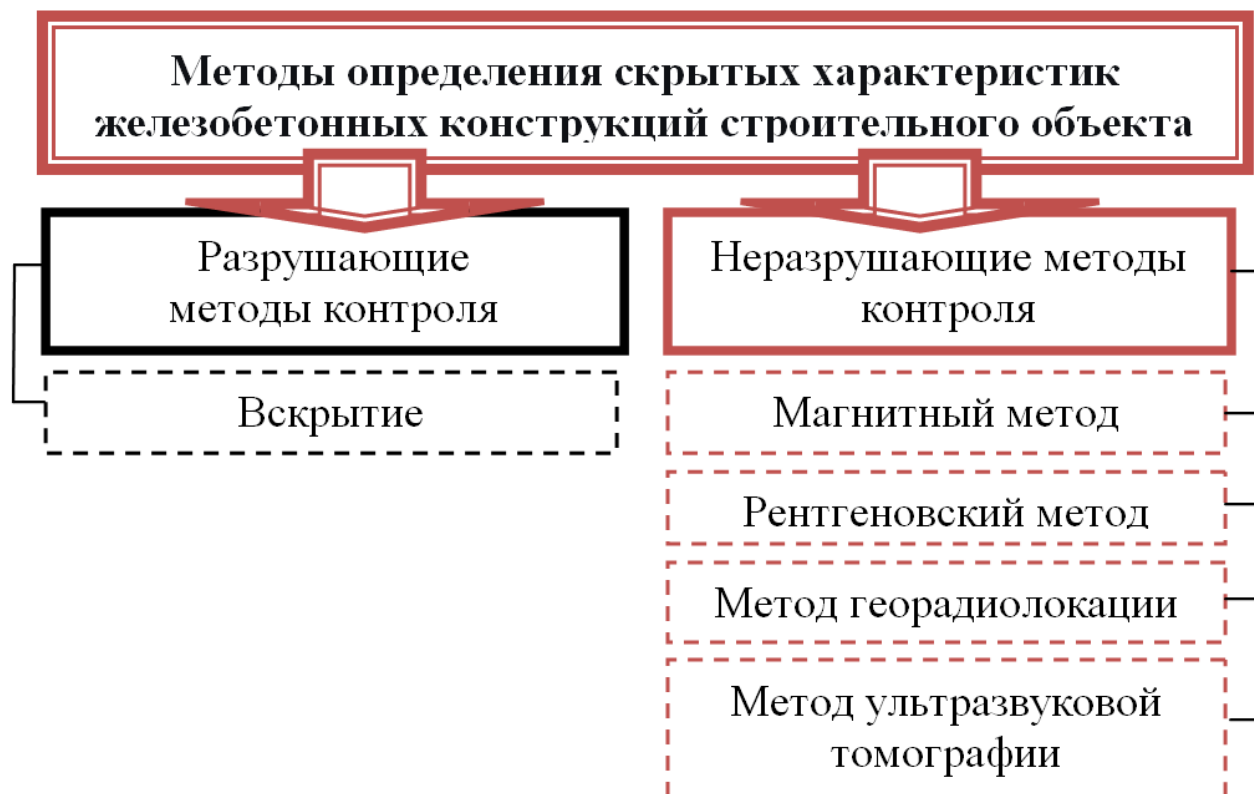 Методы определения скрытых характеристик
железобетонных конструкций строительного объекта
Разрушающие
методы контроля
Вскрытие
Неразрушающие методы
контроля
Магнитный метод
Рентгеновский метод
Метод георадиолокации
Метод ультразвуковой
томографии